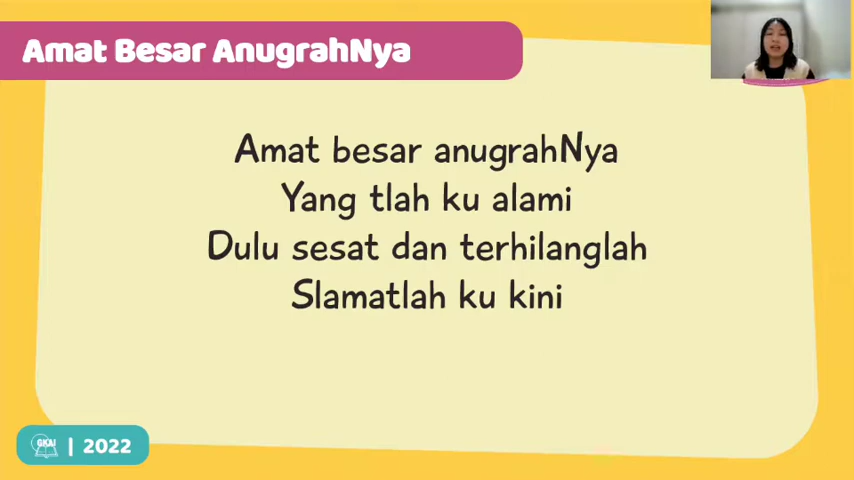 Amat Besar AnugrahNya
Amat besar anugrahNya
Yang tlah ku alami
Dulu sesat dan terhilanglah
Slamatlah ku kini
GKAI | 2022